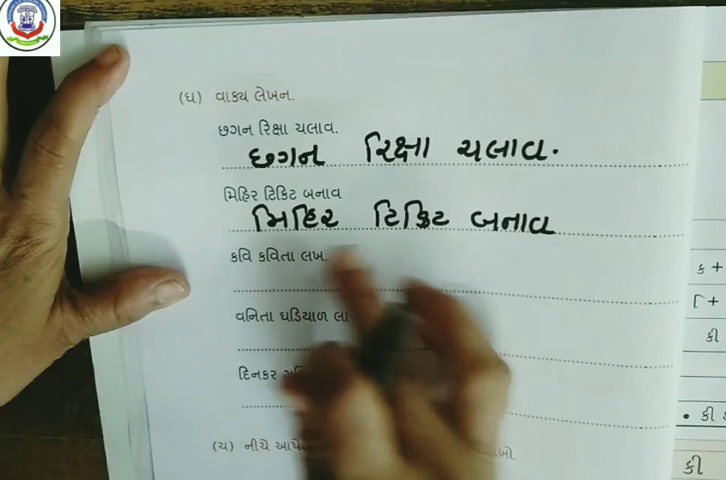 (ઘ) વાક્ય લેખન.
છગન રિક્ષા ચલાવ.
છગન રિક્ષા ચલાવ.
મિહિર ટિકિટ બનાવ
મિહિર ટિકિટ બનાવ
કવિ કવિતા લખ.
વનિતા ઘડિયાળ લા
દિનકર
(ચ) નીચે
ક +
કી
કી
કી